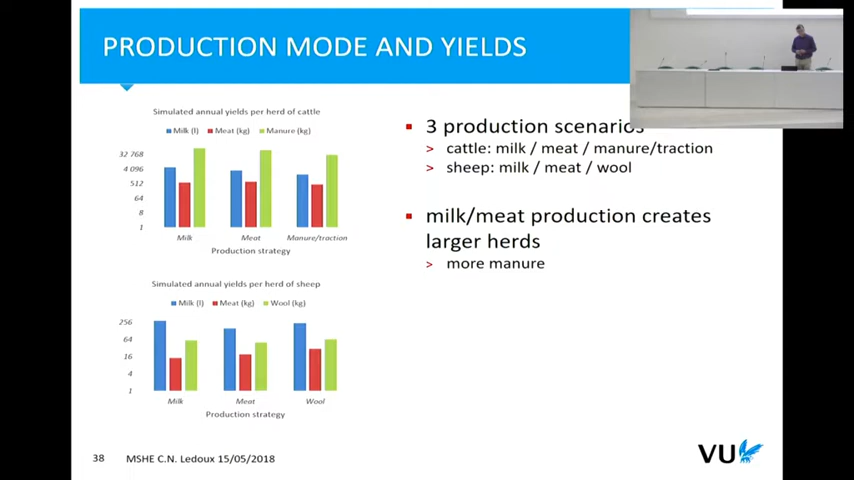 PRODUCTION MODE AND YIELDS
Simulated annual yields per herd of cattle
Milk (l) Meat (kg) Manure (kg)
32 768
4 096
512
64
8
1
Milk Meat Manure/traction
Production strategy
Simulated annual yields per herd of sheep
Milk (l) Meat (kg) Wool (kg)
256
64
16
4
1
Milk Meat Wool
Production strategy
3 production scenarios
> cattle: milk / meat / manure/traction
> sheep: milk / meat / wool
milk/meat production creates
larger herds
> more manure
38 MSHE C.N. Ledoux 15/05/2018
VU